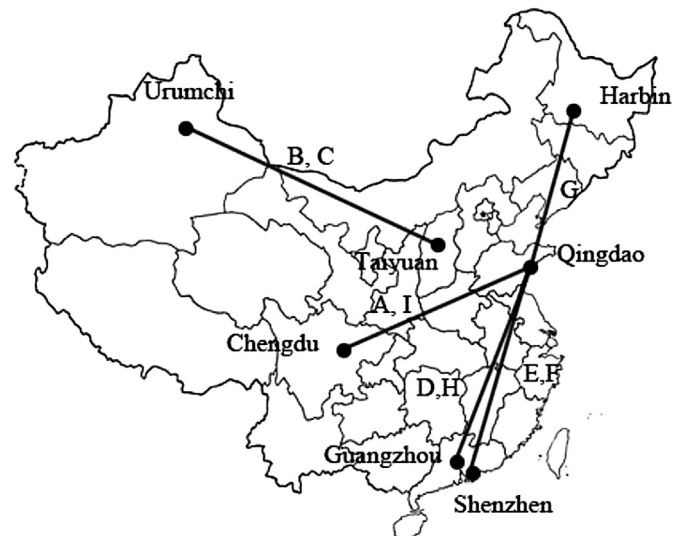 Urumchi
Harbin
B, C
G
Taiyuan
Qingdao
A, I
Chengdu
D,H
E,F
Guangzhou
Shenzhen